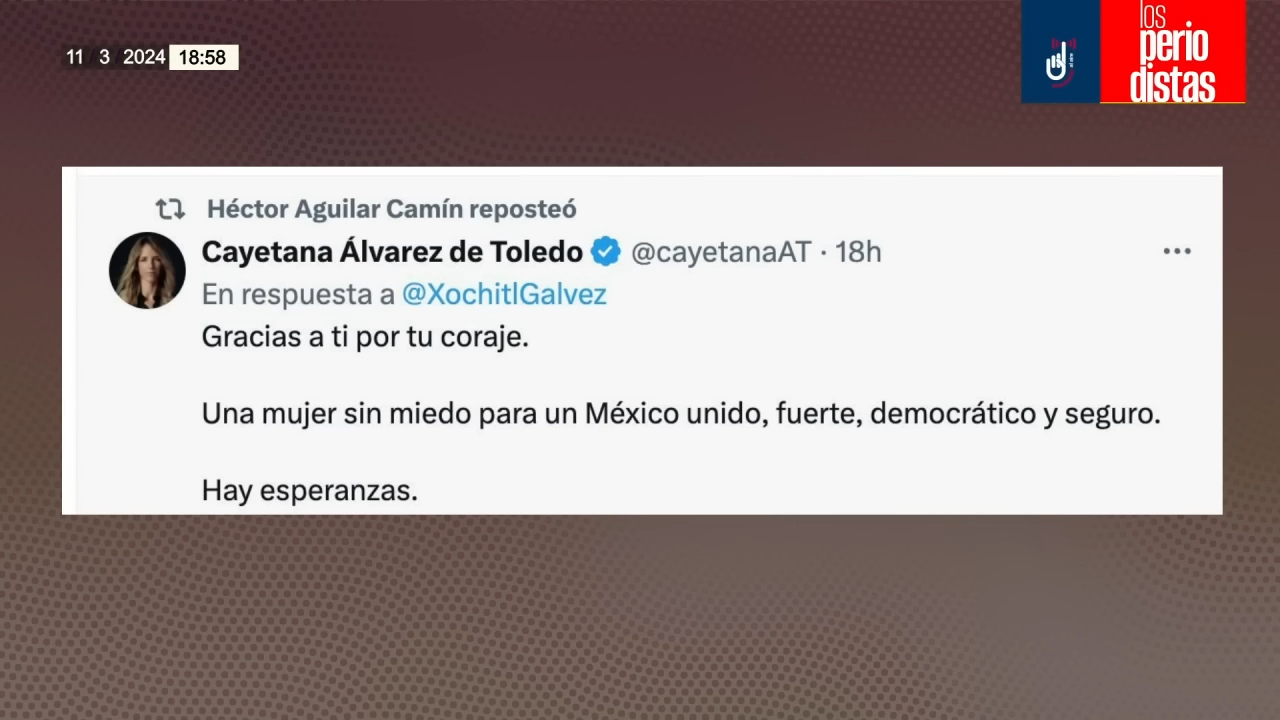 11 3 2024 18:58
los
perio
distas
Héctor Aguilar Camín reposteó
Cayetana Álvarez de Toledo @cayetanaAT · 18h
En respuesta a @XochitlGalvez
Gracias a ti por tu coraje.
Una mujer sin miedo para un México unido, fuerte, democrático y seguro.
Hay esperanzas.